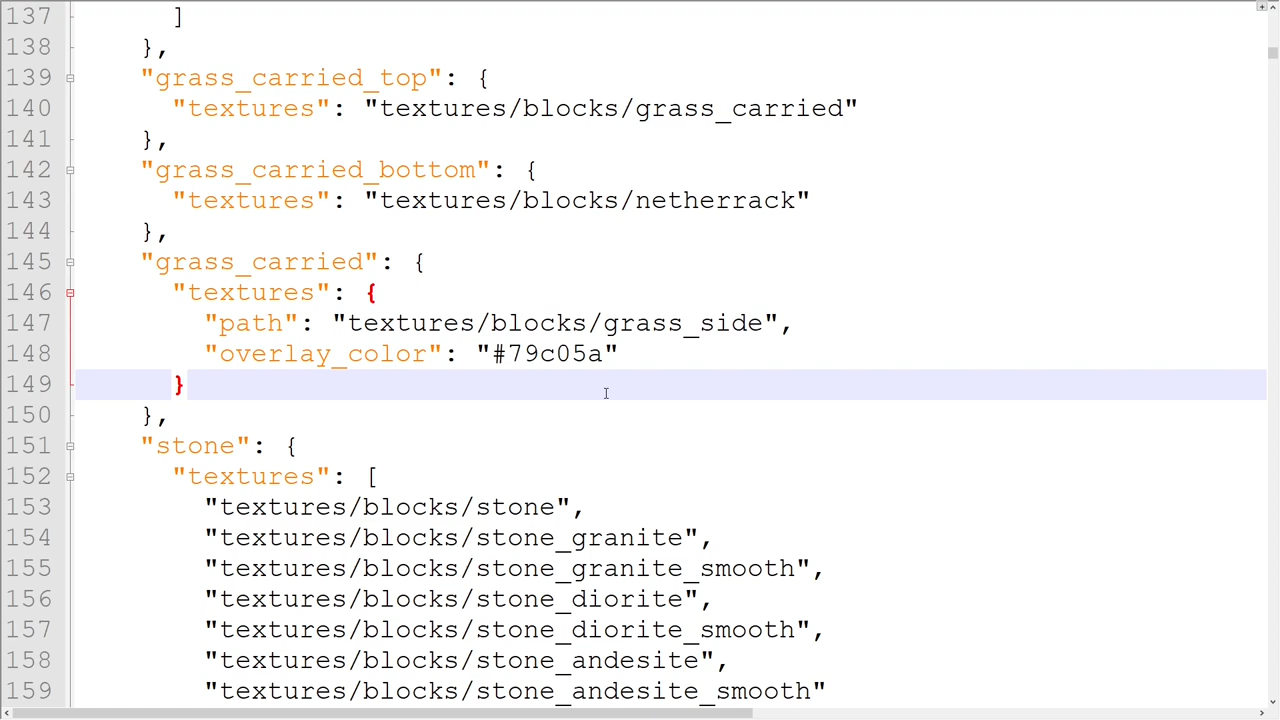 137 ]
138 },
139 "grass_carried_top": {
140 "textures": "textures/blocks/grass_carried"
141 },
142 "grass_carried_bottom": {
143 "textures": "textures/blocks/netherrack"
144 },
145 "grass_carried": {
146 "textures": {
147 "path": "textures/blocks/grass_side",
148 "overlay_color": "#79c05a"
149 }
150 },
151 "stone": {
152 "textures": [
153 "textures/blocks/stone",
154 "textures/blocks/stone_granite",
155 "textures/blocks/stone_granite_smooth",
156 "textures/blocks/stone_diorite",
157 "textures/blocks/stone_diorite_smooth",
158 "textures/blocks/stone_andesite",
159 "textures/blocks/stone_andesite_smooth"